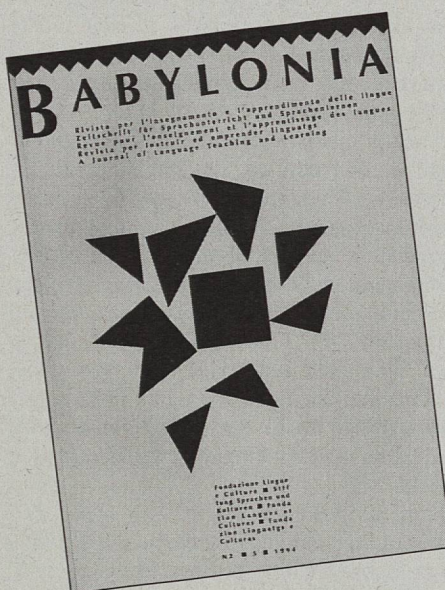 BABYLONIA
Rivista per l'insegnamento e l'apprendimento delle lingue
Zeitschrift für Sprachunterricht und Sprachenlernen
Revue pour l'enseignement et l'apprentissage des langues
Revista per instruir ed emprender linguatgs
A Journal of Language Teaching and Learning
Fondazione Lingue
e Culture ■ Stif
tung Sprachen und
Kulturen ■ Fonda
tion Langues et
Cultures ■ Funda
ziun Linguatgs e
Culturas
N2 ■ 5 ■ 1994